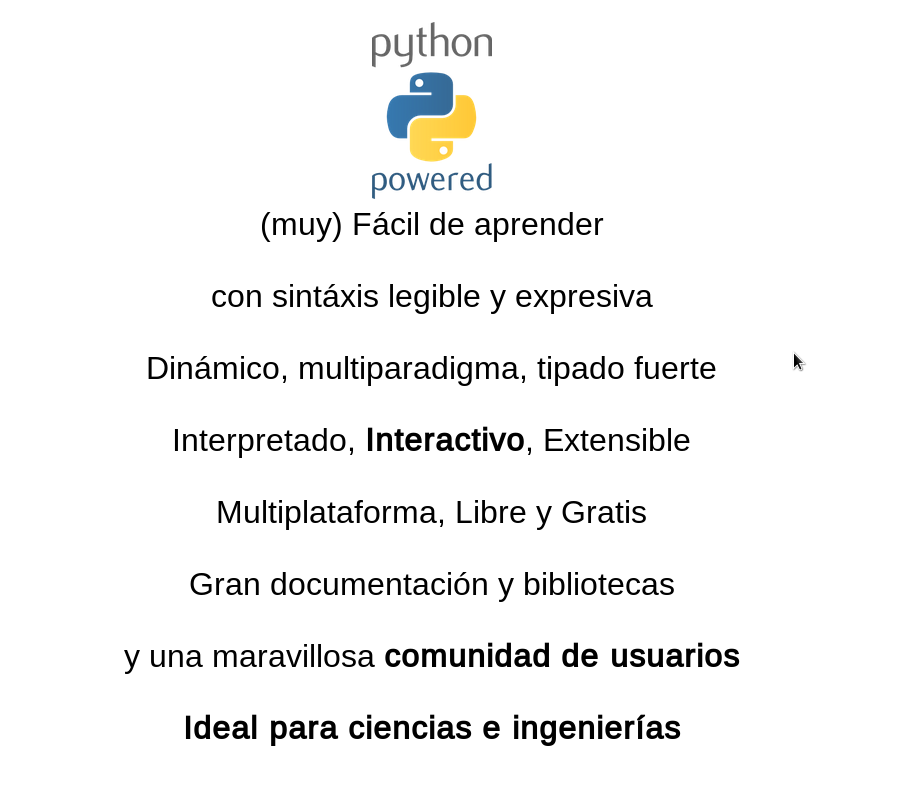 python
powered
(muy) Fácil de aprender
con sintáxis legible y expresiva
Dinámico, multiparadigma, tipado fuerte
Interpretado, Interactivo, Extensible
Multiplataforma, Libre y Gratis
Gran documentación y bibliotecas
y una maravillosa comunidad de usuarios
Ideal para ciencias e ingenierías